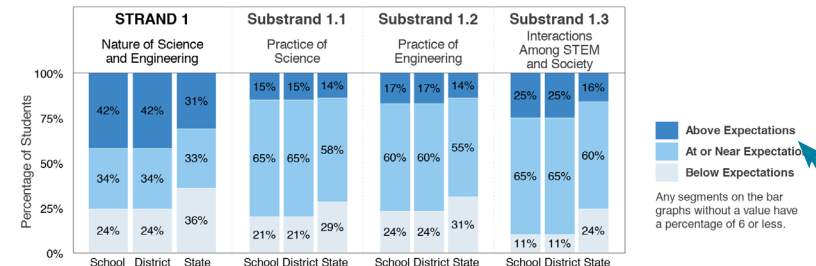 STRAND 1
Nature of Science
and Engineering
Substrand 1.1
Practice of
Science
Substrand 1.2
Practice of
Engineering
Substrand 1.3
Interactions
Among STEM
and Society
Percentage of Students
100%
75%
50%
25%
0%
42% 42% 31%
34% 34% 33%
24% 24% 36%
15% 15% 14%
65% 65% 58%
21% 21% 29%
17% 17% 14%
60% 60% 55%
24% 24% 31%
25% 25% 16%
65% 65% 60%
11% 11% 24%
School District State
School District State
School District State
School District State
Above Expectations
At or Near Expectatio
Below Expectations
Any segments on the bar
graphs without a value have
a percentage of 6 or less.